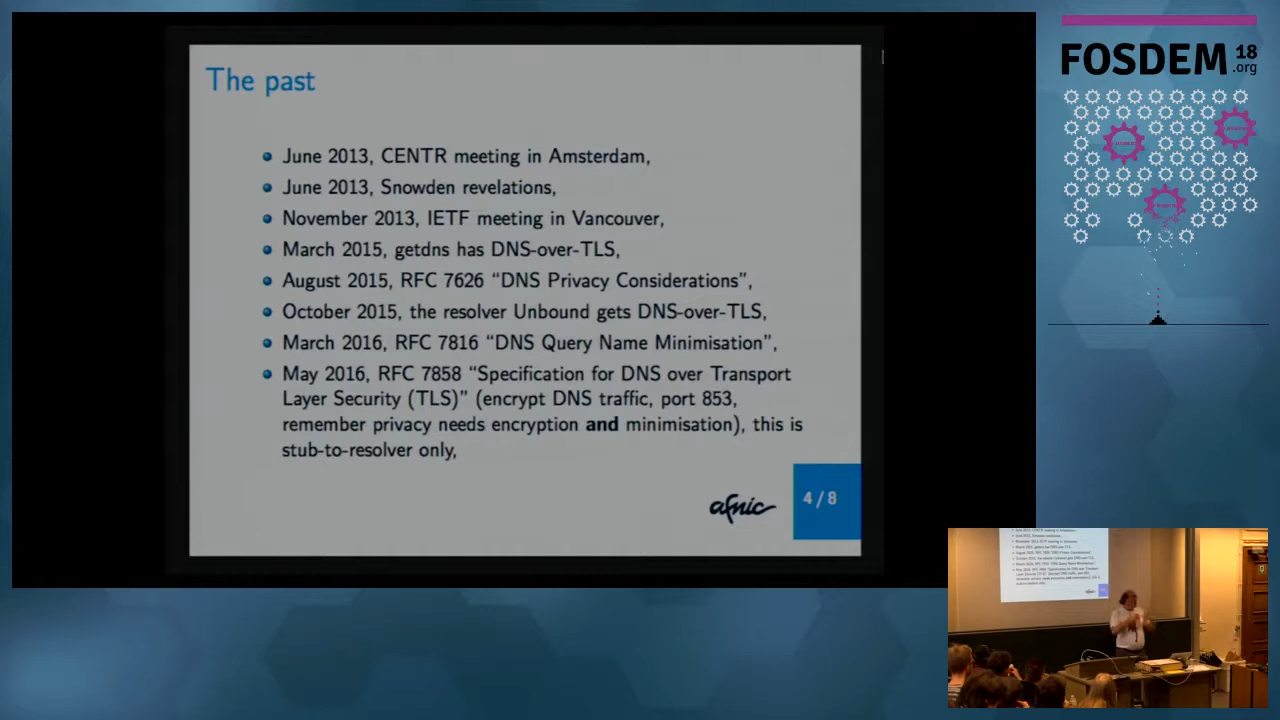 The past
June 2013, CENTR meeting in Amsterdam,
June 2013, Snowden revelations,
November 2013, IETF meeting in Vancouver,
March 2015, getdns has DNS-over-TLS,
August 2015, RFC 7626 “DNS Privacy Considerations”,
October 2015, the resolver Unbound gets DNS-over-TLS,
March 2016, RFC 7816 “DNS Query Name Minimisation”,
May 2016, RFC 7858 “Specification for DNS over Transport
Layer Security (TLS)” (encrypt DNS traffic, port 853,
remember privacy needs encryption and minimisation), this is
stub-to-resolver only,
afnic
4 / 8
FOSDEM 18
.org